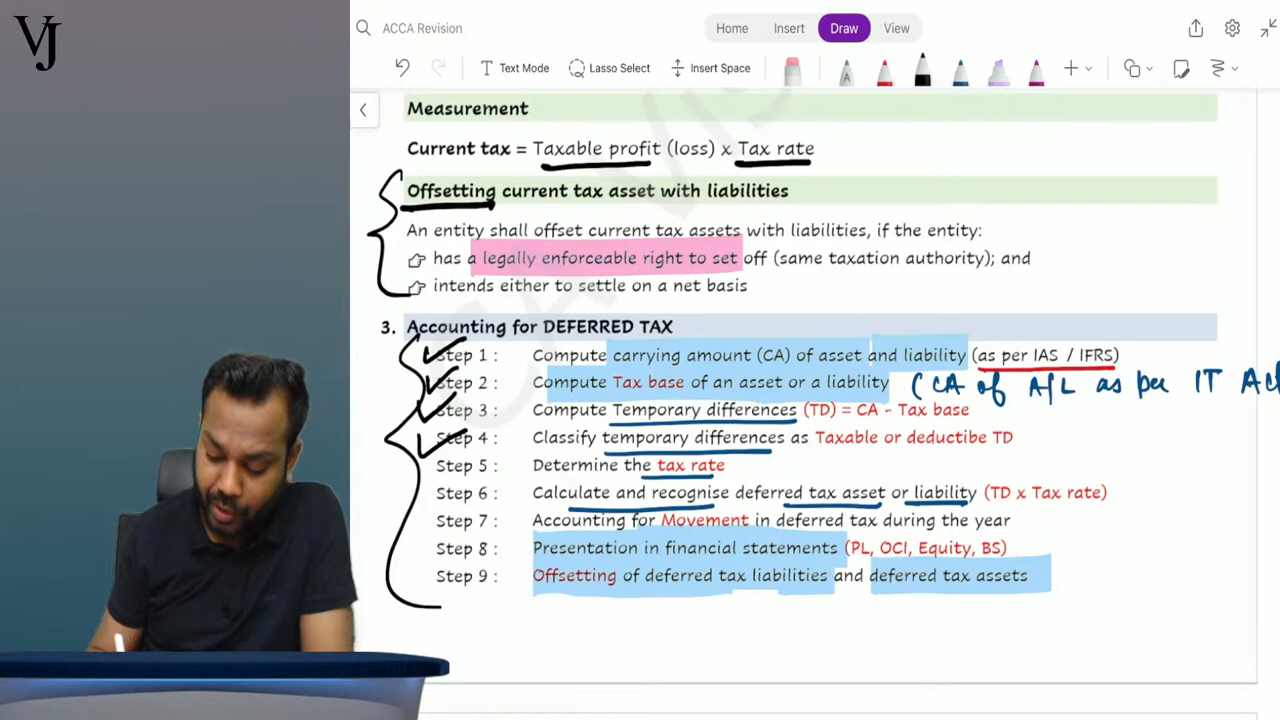 VJ
ACCA Revision
Home Insert Draw View
Text Mode Lasso Select Insert Space
Measurement
Current tax = Taxable profit (loss) x Tax rate
Offsetting current tax asset with liabilities
An entity shall offset current tax assets with liabilities, if the entity:
has a legally enforceable right to set off (same taxation authority); and
intends either to settle on a net basis
3. Accounting for DEFERRED TAX
Step 1 : Compute carrying amount (CA) of asset and liability (as per IAS / IFRS)
Step 2 : Compute Tax base of an asset or a liability (CA of A/L as per IT Act
Step 3 : Compute Temporary differences (TD) = CA - Tax base
Step 4 : Classify temporary differences as Taxable or deductibe TD
Step 5 : Determine the tax rate
Step 6 : Calculate and recognise deferred tax asset or liability (TD x Tax rate)
Step 7 : Accounting for Movement in deferred tax during the year
Step 8 : Presentation in financial statements (PL, OCI, Equity, BS)
Step 9 : Offsetting of deferred tax liabilities and deferred tax assets